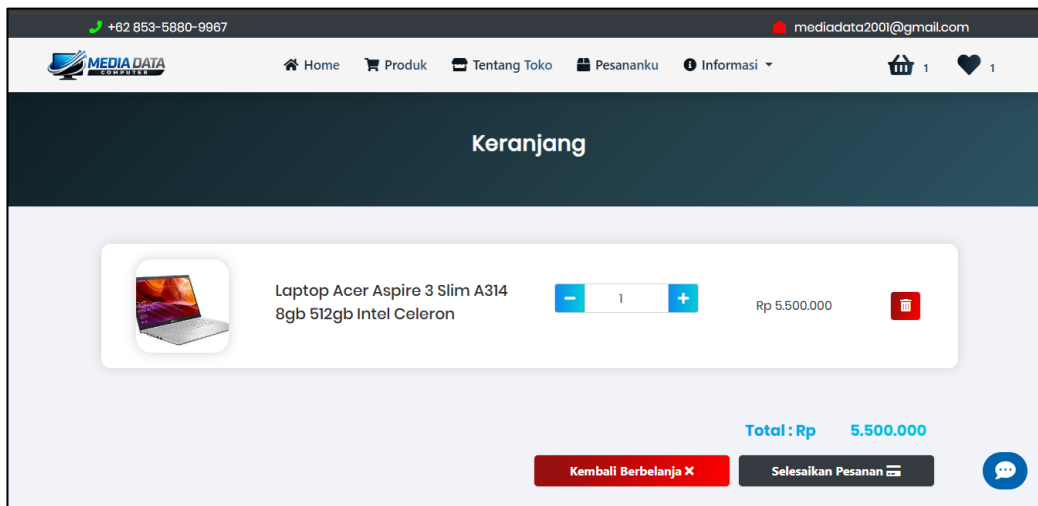 +62 853-5880-9967
mediadata2001@gmail.com
MEDIA DATA
COMPUTER
Home
Produk
Tentang Toko
Pesananku
Informasi
1
1
Keranjang
Laptop Acer Aspire 3 Slim A314
8gb 512gb Intel Celeron
1
Rp 5.500.000
Total : Rp 5.500.000
Kembali Berbelanja
Selesaikan Pesanan